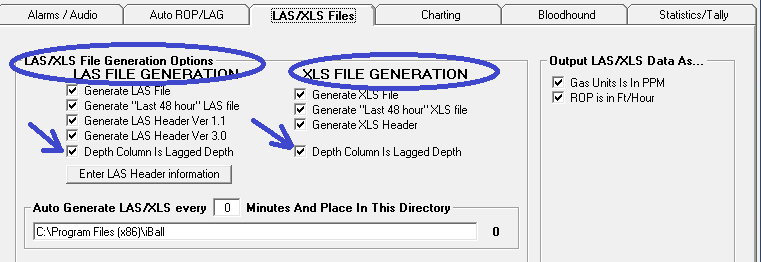 Alarms / Audio Auto ROP/LAG LAS/XLS Files Charting Bloodhound Statistics/Tally
LAS/XLS File Generation Options
LAS FILE GENERATION
Generate LAS File
Generate "Last 48 hour" LAS file
Generate LAS Header Ver 1.1
Generate LAS Header Ver 3.0
Depth Column Is Lagged Depth
Enter LAS Header information
XLS FILE GENERATION
Generate XLS File
Generate "Last 48 hour" XLS file
Generate XLS Header
Depth Column Is Lagged Depth
Auto Generate LAS/XLS every 0 Minutes And Place In This Directory
C:\Program Files (x86)\iBall 0
Output LAS/XLS Data As...
Gas Units Is In PPM
ROP is in Ft/Hour